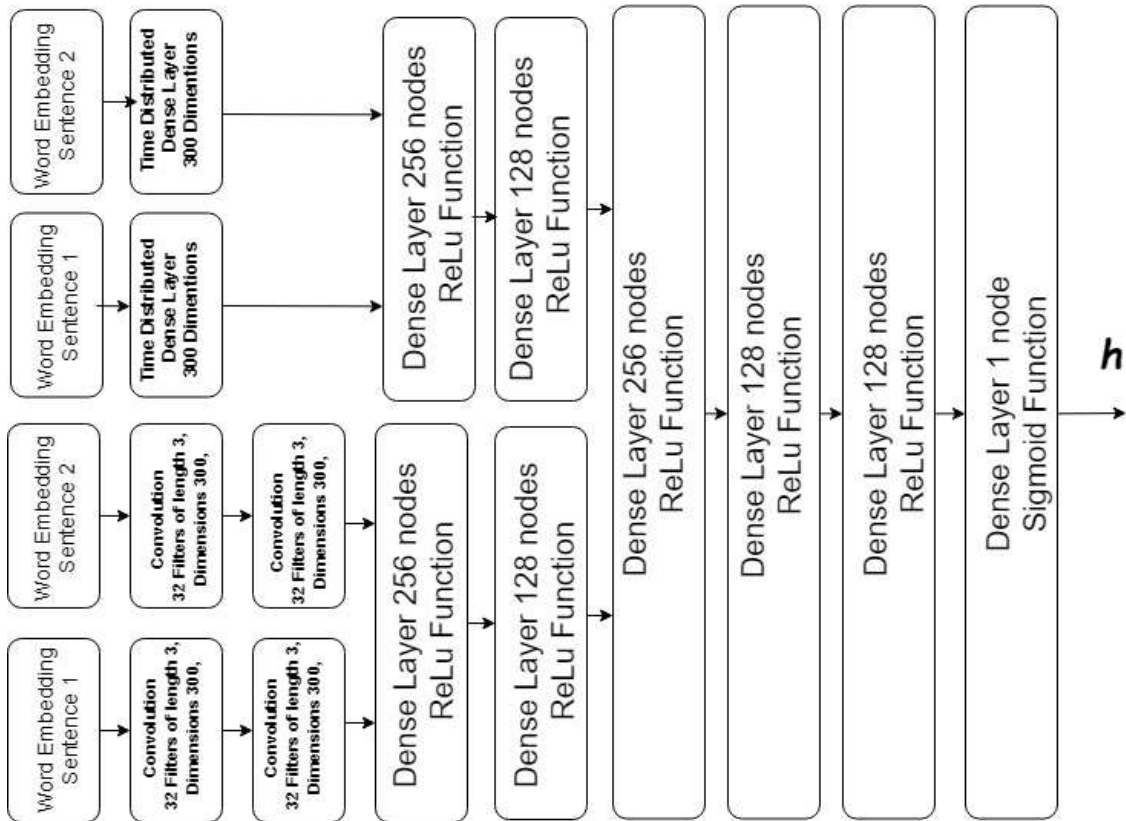 Word Embedding
Sentence 2
Time Distributed
Dense Layer
300 Dimentions
Word Embedding
Sentence 1
Time Distributed
Dense Layer
300 Dimentions
Dense Layer 256 nodes
ReLu Function
Dense Layer 128 nodes
ReLu Function
Word Embedding
Sentence 2
Convolution
32 Filters of length 3,
Dimensions 300,
Convolution
32 Filters of length 3,
Dimensions 300,
Word Embedding
Sentence 1
Convolution
32 Filters of length 3,
Dimensions 300,
Convolution
32 Filters of length 3,
Dimensions 300,
Dense Layer 256 nodes
ReLu Function
Dense Layer 128 nodes
ReLu Function
Dense Layer 256 nodes
ReLu Function
Dense Layer 128 nodes
ReLu Function
Dense Layer 128 nodes
ReLu Function
Dense Layer 1 node
Sigmoid Function
h